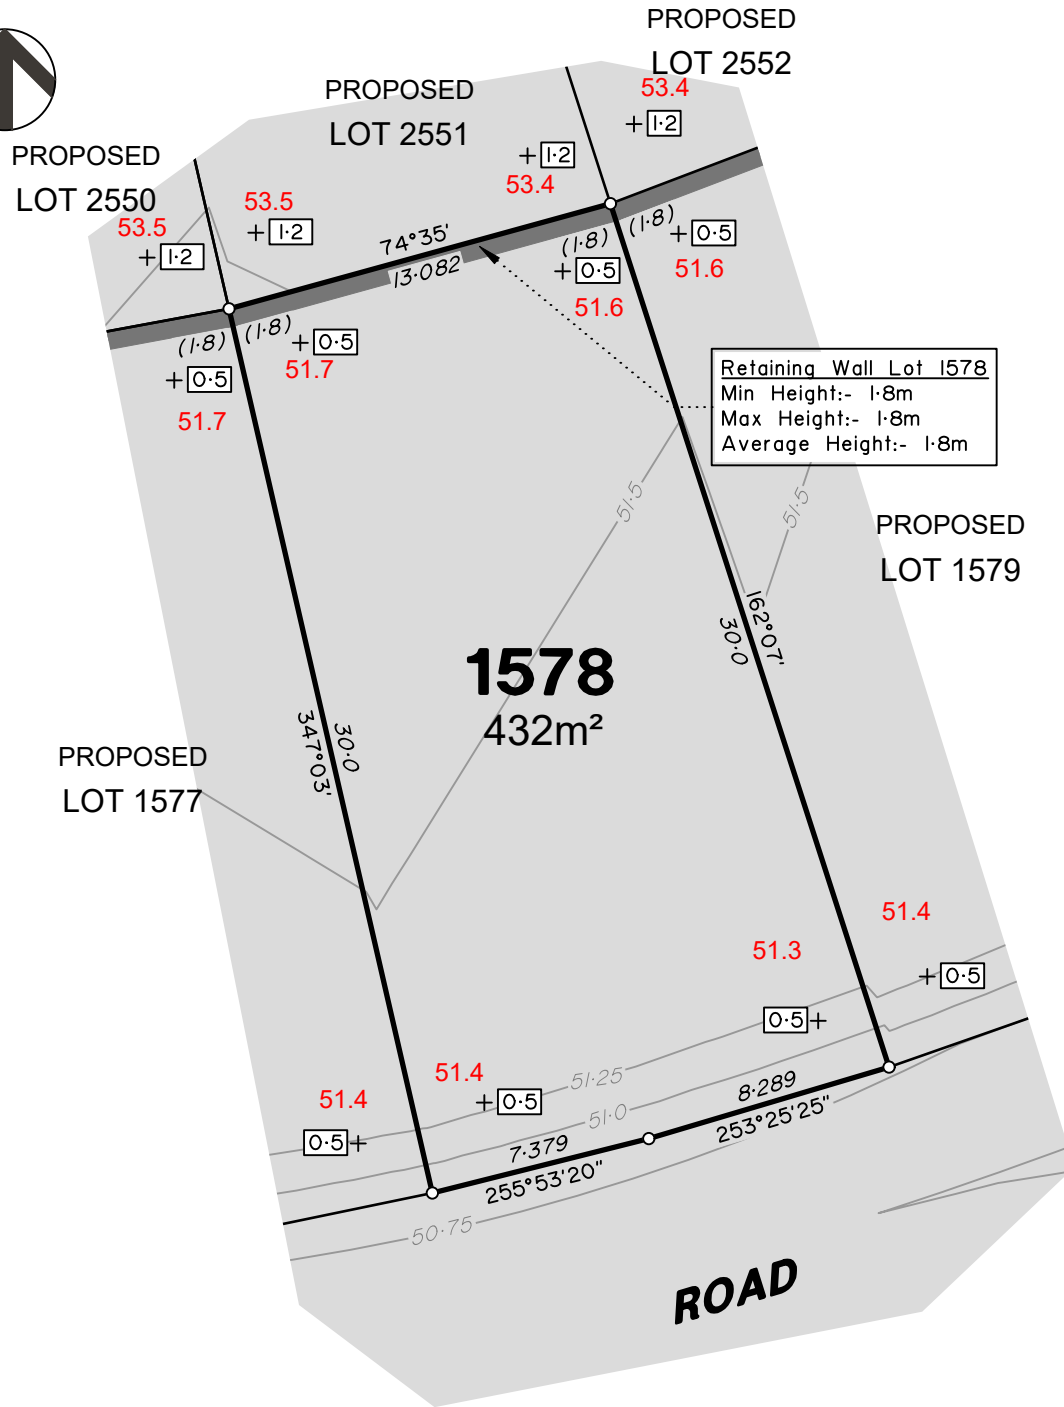 PROPOSED
LOT 2552
53.4
1·2
PROPOSED
LOT 2551
1·2
53.4
PROPOSED
LOT 2550
53.5
1·2
53.5
1·2
74°35'
13·082
(1·8)
0·5
51.6
(1·8)
0·5
51.6
(1·8)
0·5
51.7
(1·8)
0·5
51.7
Retaining Wall Lot 1578
Min Height:- 1·8m
Max Height:- 1·8m
Average Height:- 1·8m
51·5
51·5
PROPOSED
LOT 1579
162°07'
30·0
1578
432m²
347°03'
30·0
PROPOSED
LOT 1577
51.4
0·5
51.3
0·5
51.4
0·5
51.4
0·5
51·25
51·0
50·75
8·289
253°25'25"
7·379
255°53'20"
ROAD